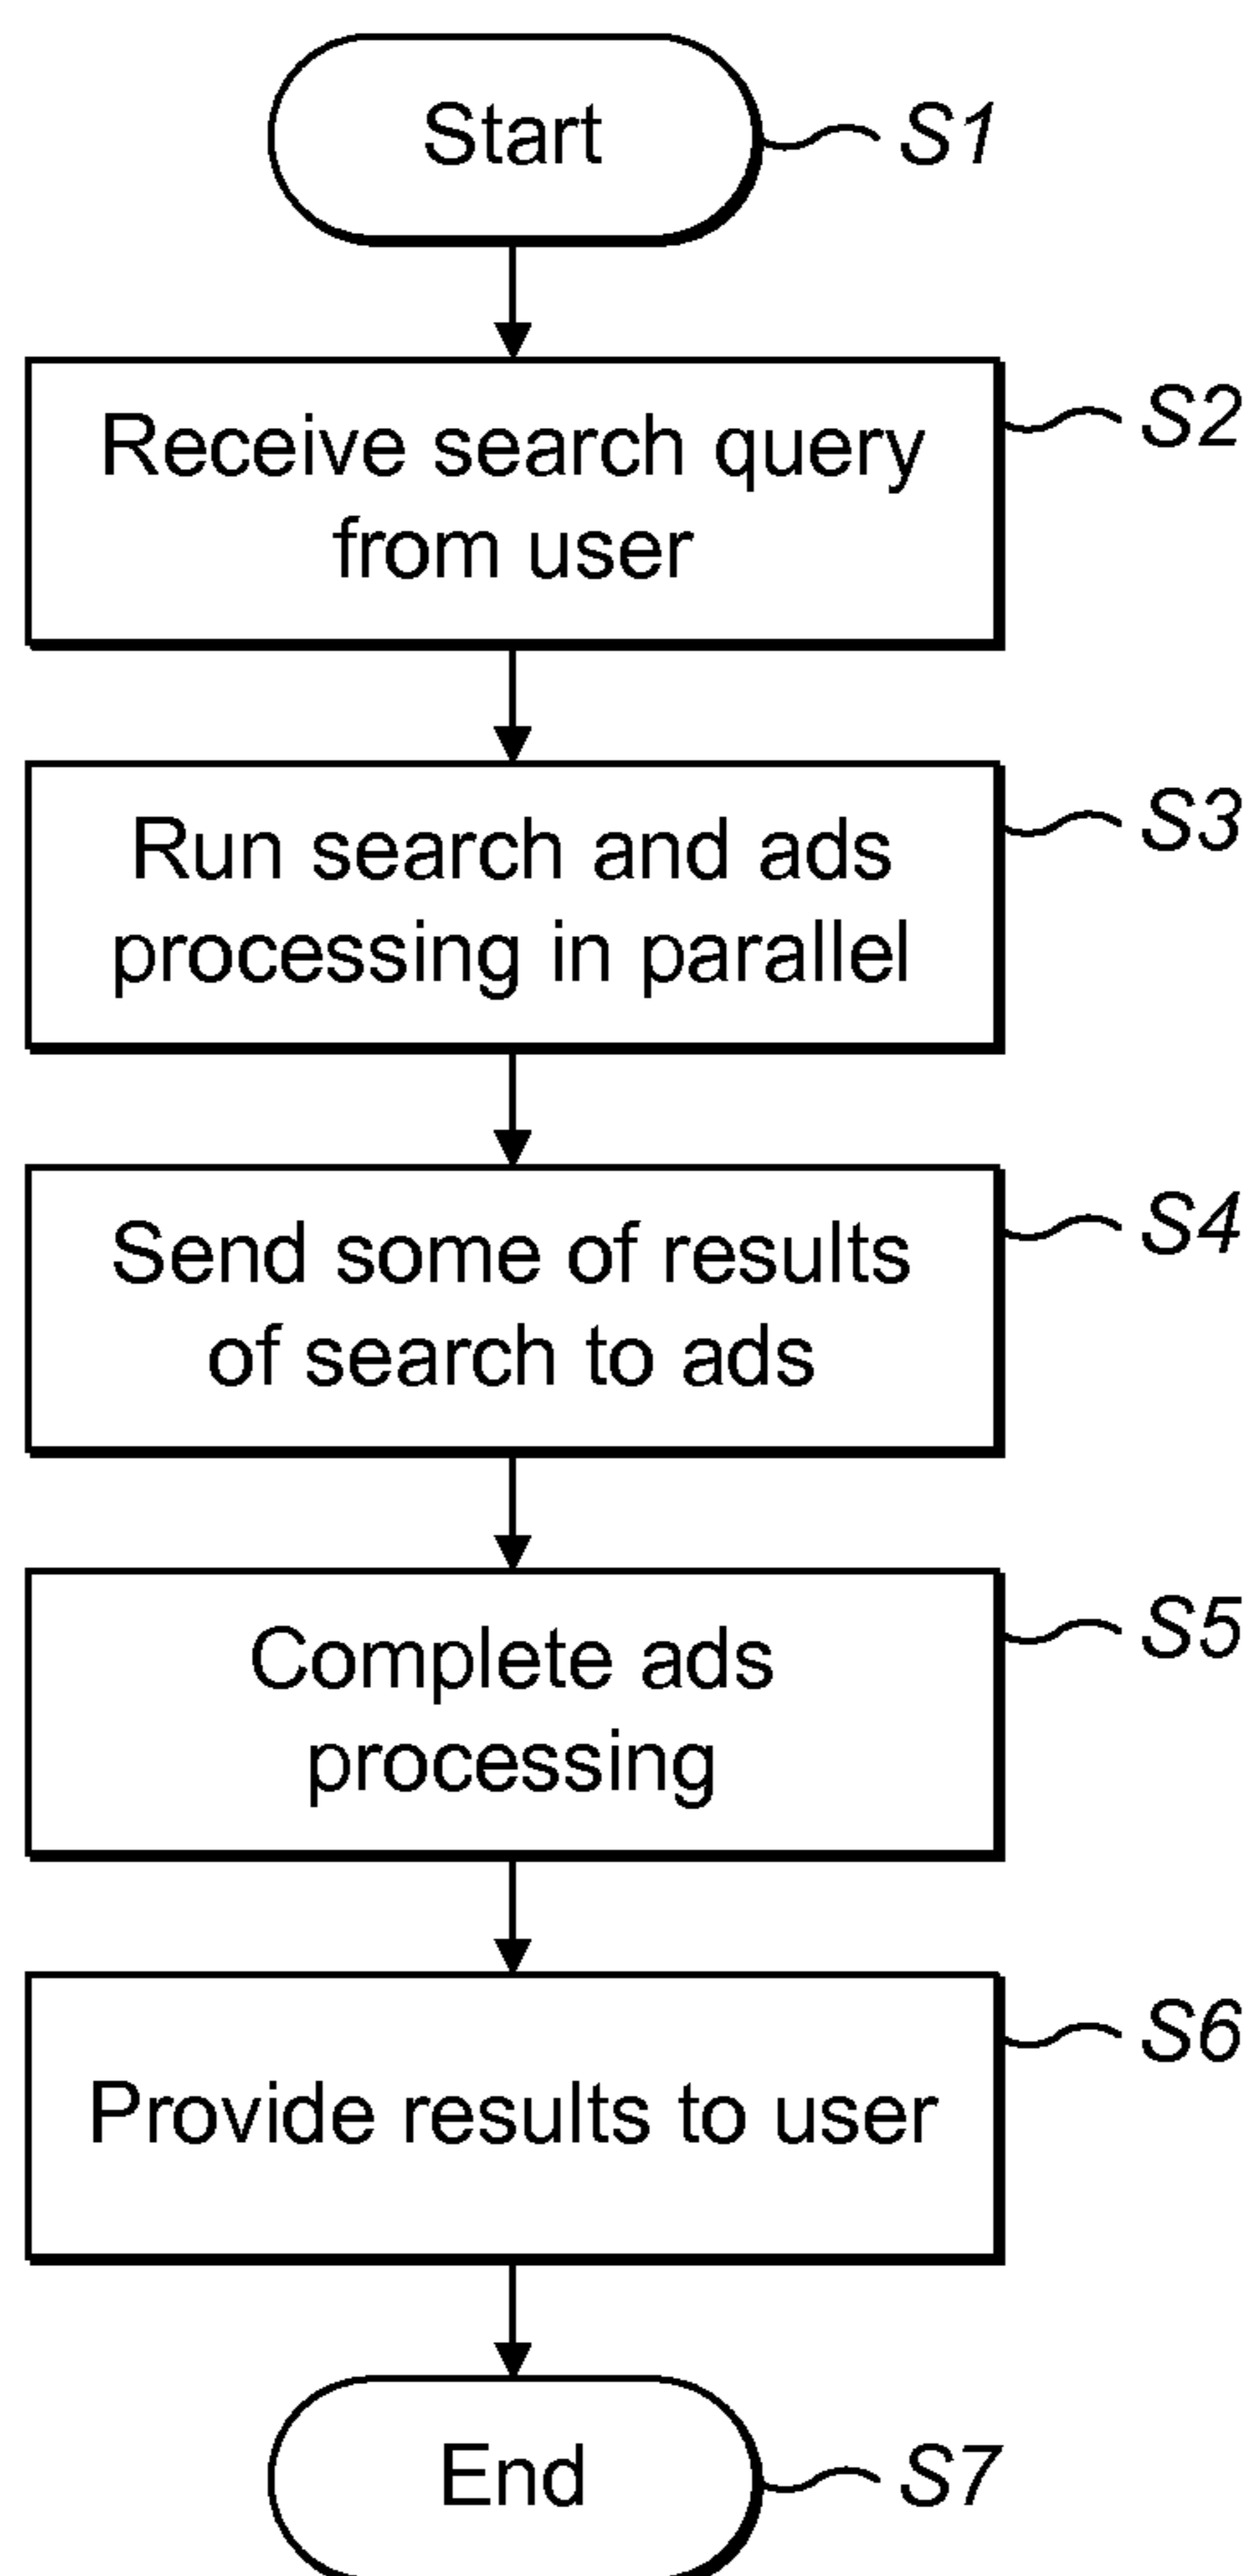 Start
S1
Receive search query
from user
S2
Run search and ads
processing in parallel
S3
Send some of results
of search to ads
S4
Complete ads
processing
S5
Provide results to user
S6
End
S7